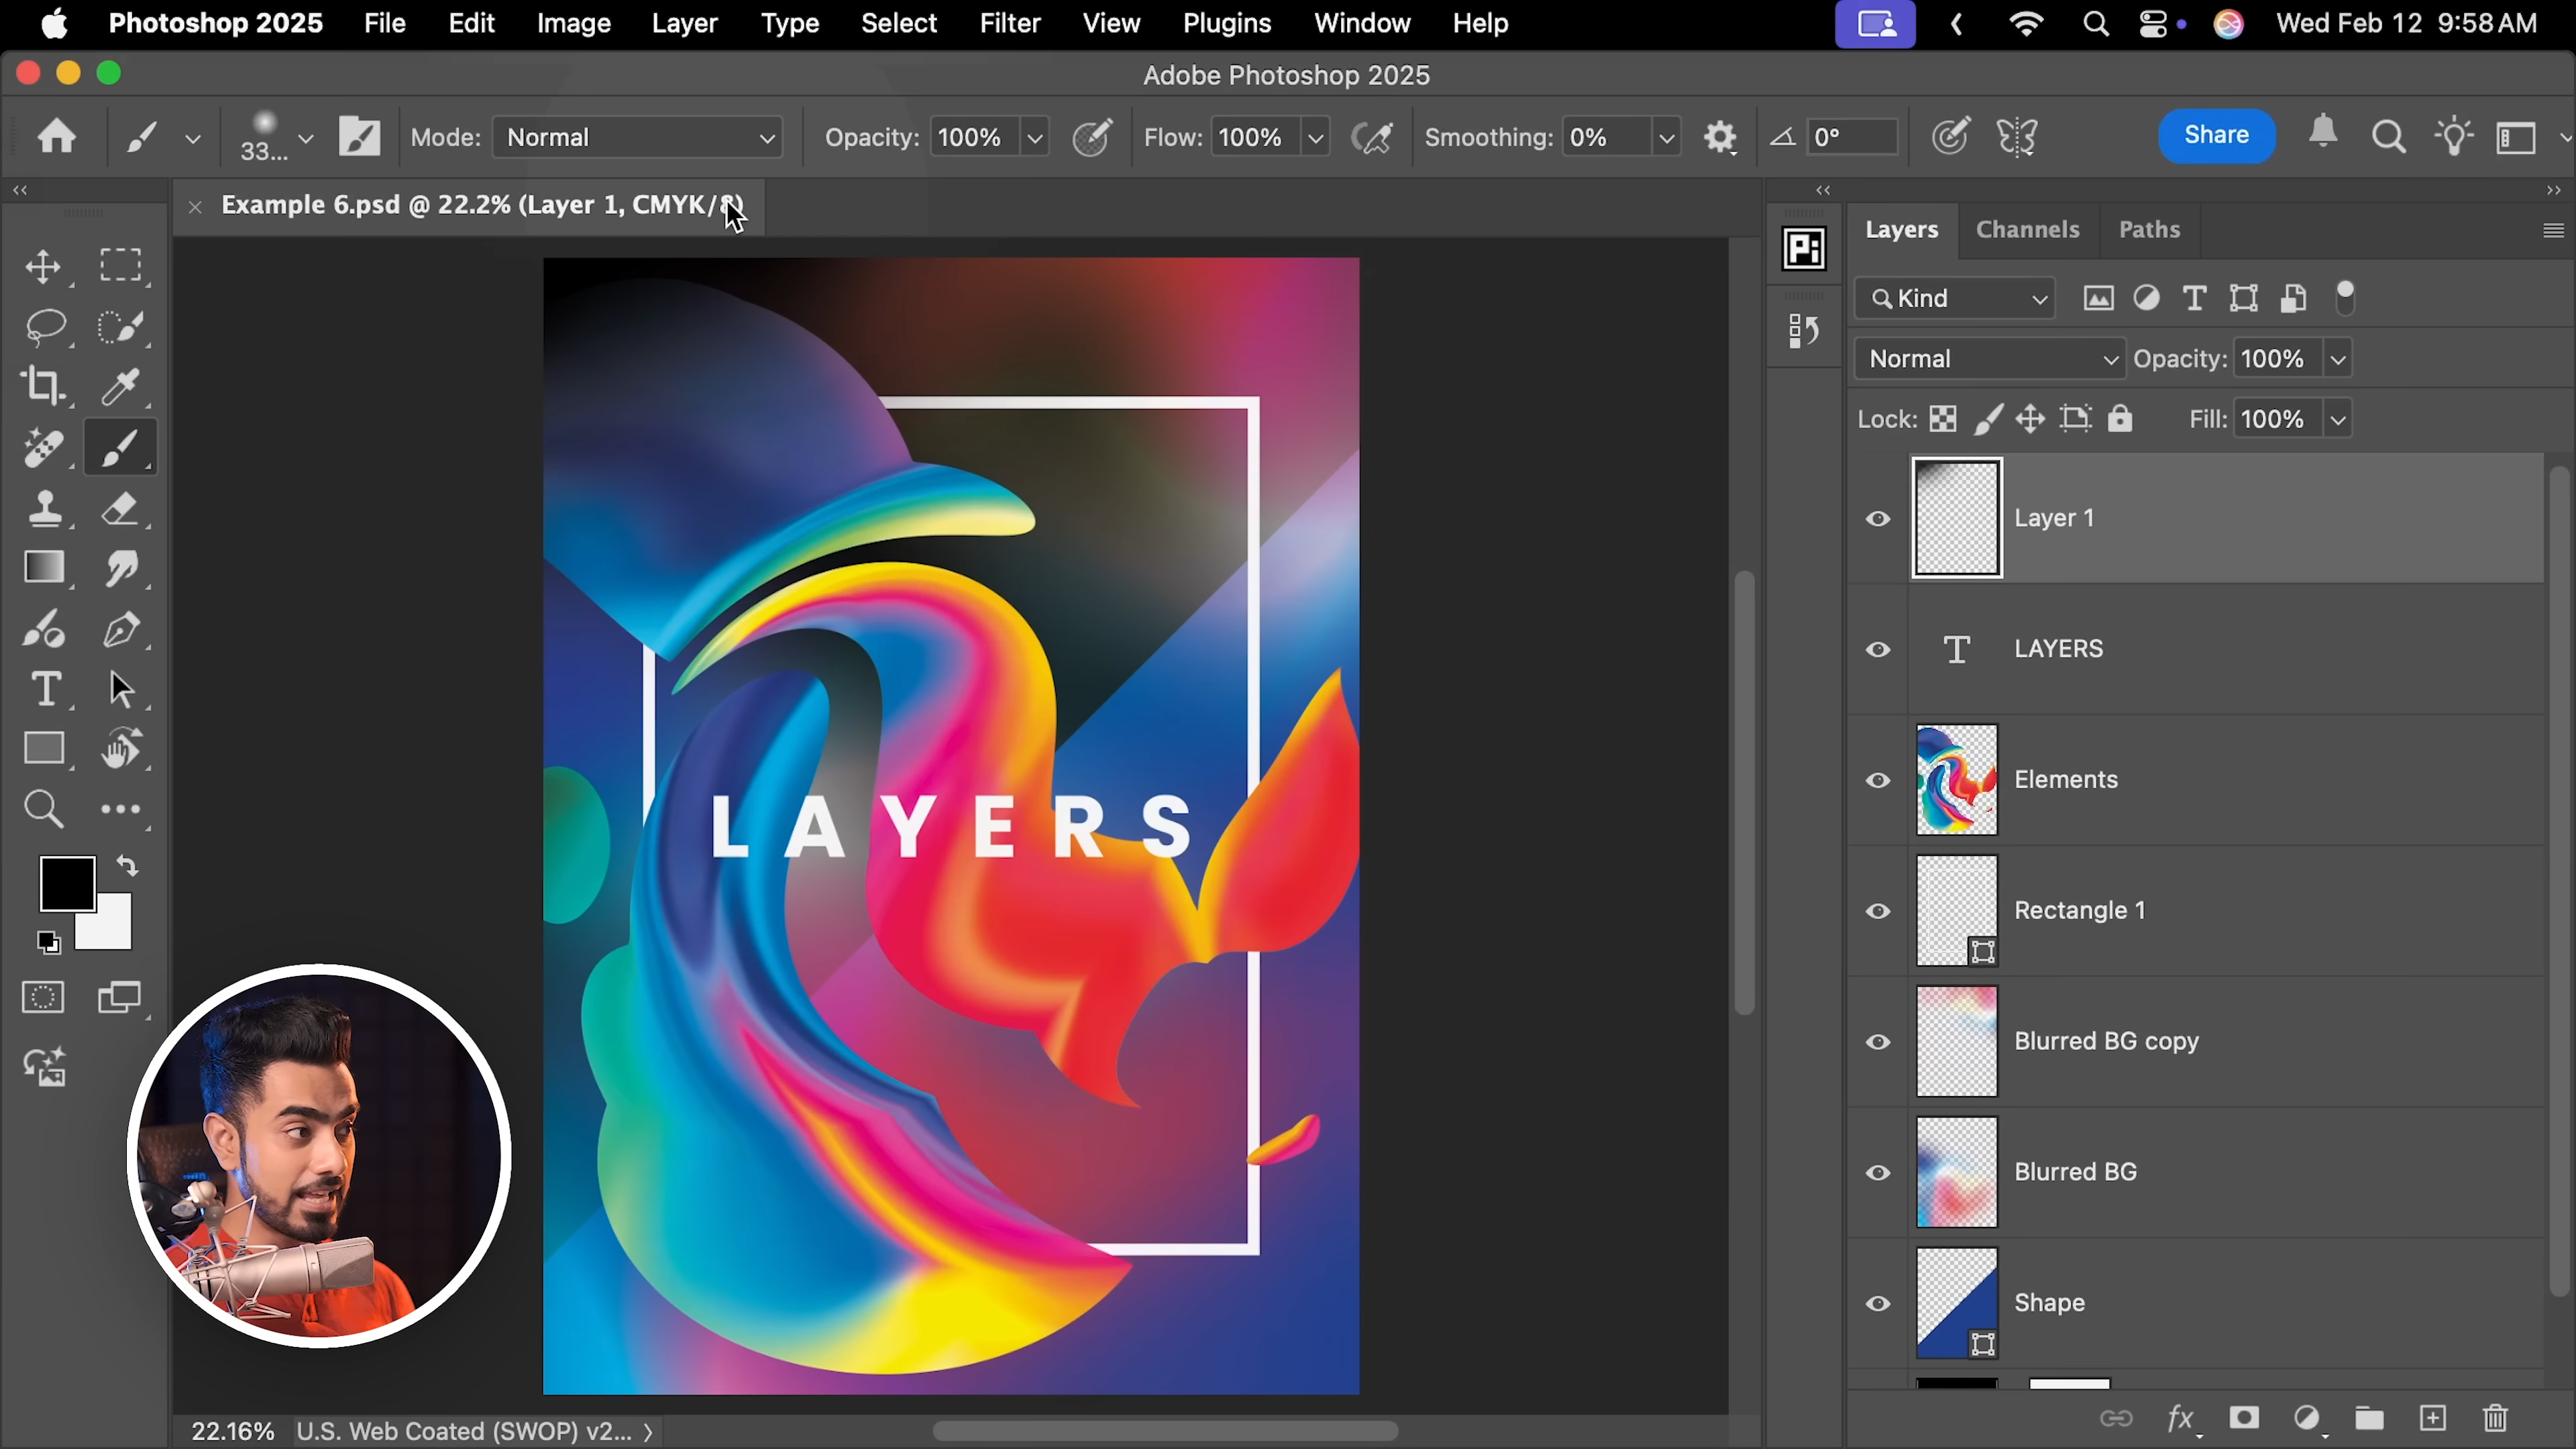 Photoshop 2025 File Edit Image Layer Type Select Filter View Plugins Window Help Wed Feb 12 9:58 AM
Adobe Photoshop 2025
33... Mode: Normal Opacity: 100% Flow: 100% Smoothing: 0% 0° Share
Example 6.psd @ 22.2% (Layer 1, CMYK/8)
Layers Channels Paths
Kind
Normal Opacity: 100%
Lock: Fill: 100%
Layer 1
LAYERS
Elements
Rectangle 1
Blurred BG copy
Blurred BG
Shape
LAYERS
22.16% U.S. Web Coated (SWOP) v2...
fx